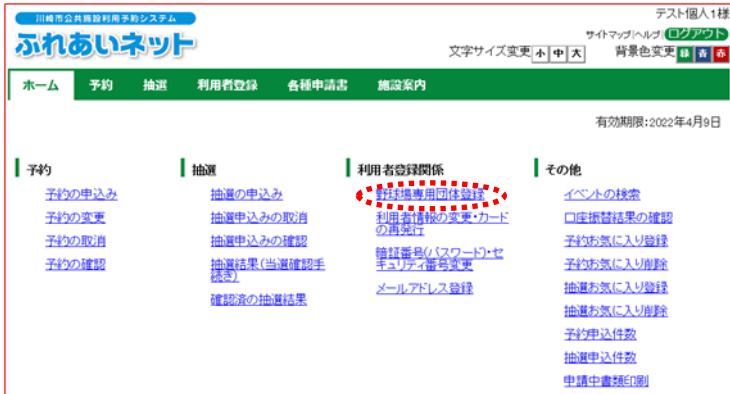 テスト個人1様
川崎市公共施設利用予約システム
ふれあいネット
サイトマップ|ヘルプ|ログアウト
文字サイズ変更 小 中 大 背景色変更 緑 青 赤
ホーム 予約 抽選 利用者登録 各種申請書 施設案内
有効期限:2022年4月9日
予約
予約の申込み
予約の変更
予約の取消
予約の確認
抽選
抽選の申込み
抽選申込みの取消
抽選申込みの確認
抽選結果(当選確認手
続き)
確認済の抽選結果
利用者登録関係
野球場専用団体登録
利用者情報の変更・カード
の再発行
暗証番号(パスワード)・セ
キュリティ番号変更
メールアドレス登録
その他
イベントの検索
口座振替結果の確認
予約お気に入り登録
予約お気に入り削除
抽選お気に入り登録
抽選お気に入り削除
予約申込件数
抽選申込件数
申請中書類印刷